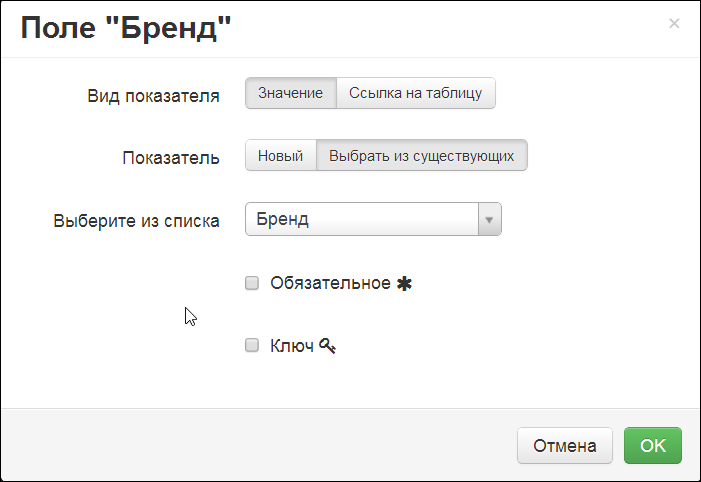 Поле "Бренд"
×
Вид показателя Значение Ссылка на таблицу
Показатель Новый Выбрать из существующих
Выберите из списка Бренд
Обязательное
Ключ
Отмена OK